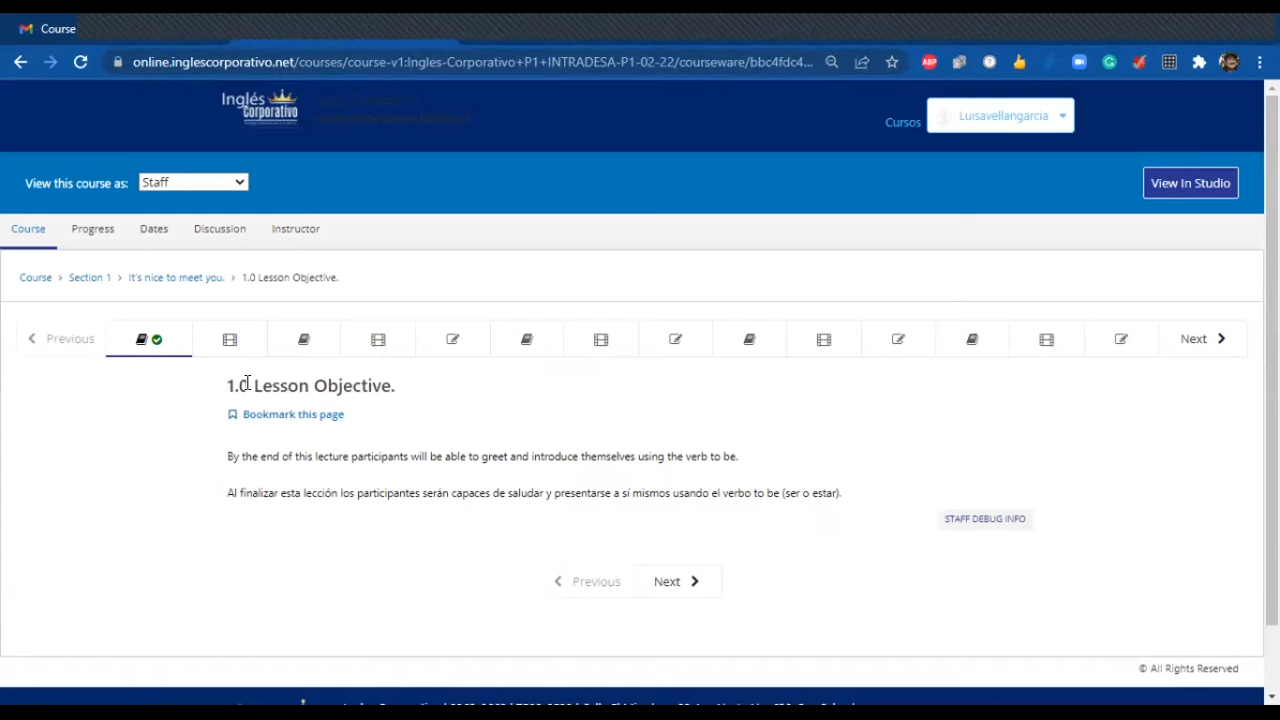 Course
online.inglescorporativo.net/courses/course-v1:Ingles-Corporativo+P1+INTRADESA-P1-02-22/courseware/bbc4fdc4...
Inglés
Corporativo
Cursos
Luisavellangarcia
View this course as:
Staff
View In Studio
Course
Progress
Dates
Discussion
Instructor
Course > Section 1 > It's nice to meet you. > 1.0 Lesson Objective.
Previous
Next
1.0 Lesson Objective.
Bookmark this page
By the end of this lecture participants will be able to greet and introduce themselves using the verb to be.
Al finalizar esta lección los participantes serán capaces de saludar y presentarse a sí mismos usando el verbo to be (ser o estar).
STAFF DEBUG INFO
Previous
Next
© All Rights Reserved